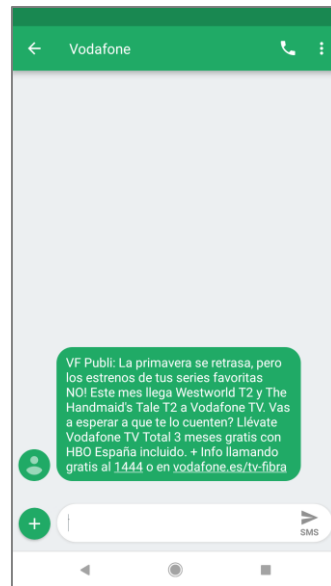 Vodafone
VF Publi: La primavera se retrasa, pero
los estrenos de tus series favoritas
NO! Este mes llega Westworld T2 y The
Handmaid's Tale T2 a Vodafone TV. Vas
a esperar a que te lo cuenten? Llévate
Vodafone TV Total 3 meses gratis con
HBO España incluido. + Info llamando
gratis al 1444 o en vodafone.es/tv-fibra
SMS